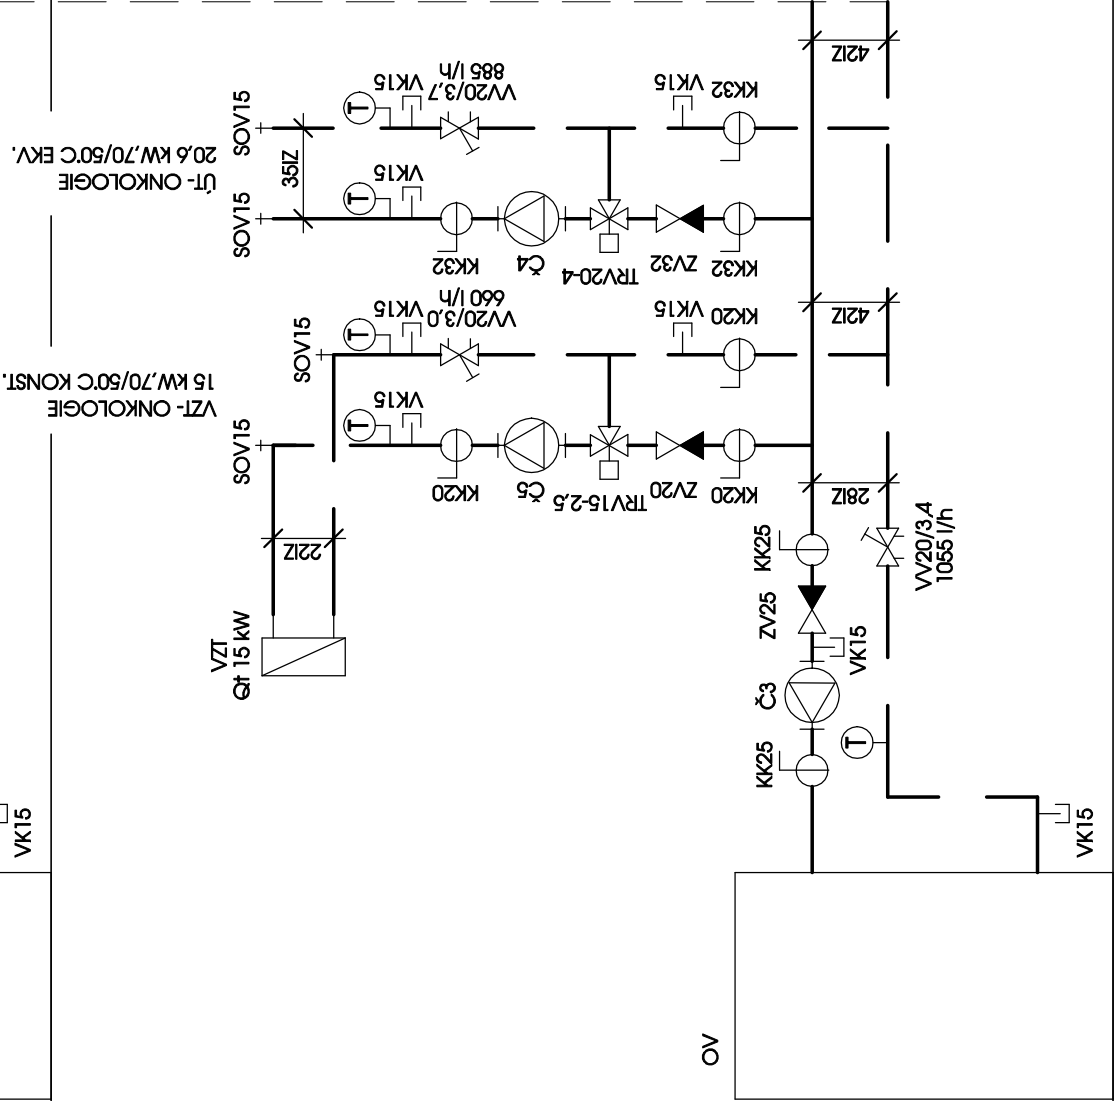 42IZ
885 l/h
VV20/3,7
VK15
VK15
KK32
SOV15
ÚT- ONKOLOGIE
20,6 kW,70/50°C EKV.
35IZ
VK15
SOV15
KK32
Č4
TRV20-4
ZV32
KK32
660 l/h
VV20/3,0
VK15
VK15
KK20
42IZ
SOV15
VZT- ONKOLOGIE
15 kW,70/50°C KONST.
VK15
SOV15
KK20
Č5
TRV15-2,5
ZV20
KK20
28IZ
22IZ
KK25
VV20/3,4
1055 l/h
VZT
Qt 15 kW
ZV25
VK15
Č3
KK25
T
T
T
T
T
VK15
VK15
OV